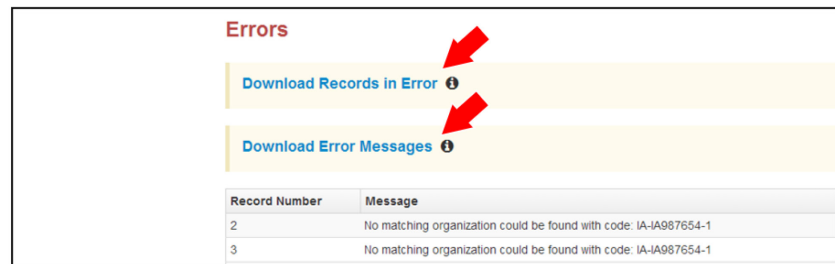 Errors
Download Records in Error
Download Error Messages
Record Number Message
2 No matching organization could be found with code: IA-IA987654-1
3 No matching organization could be found with code: IA-IA987654-1